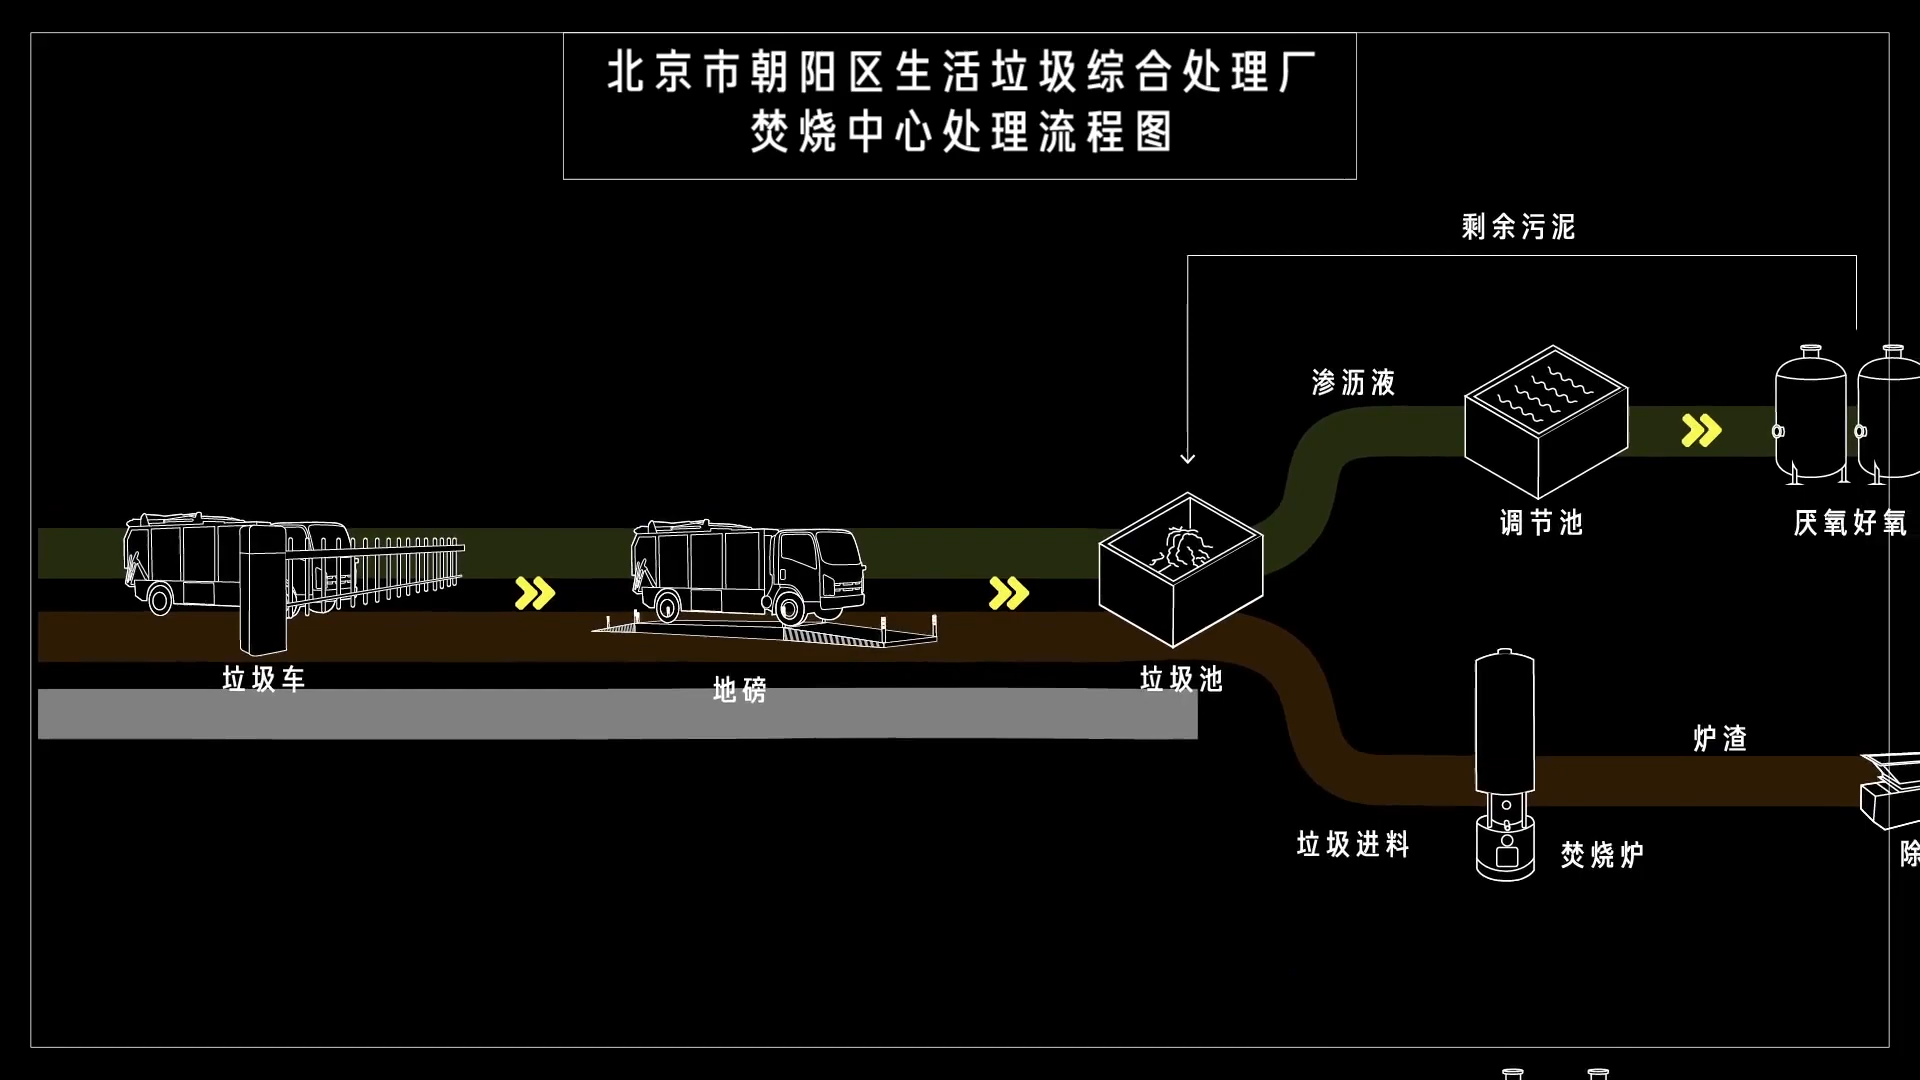 北京市朝阳区生活垃圾综合处理厂
焚烧中心处理流程图
剩余污泥
渗沥液
调节池
厌氧好氧
垃圾车
地磅
垃圾池
炉渣
垃圾进料
焚烧炉
除